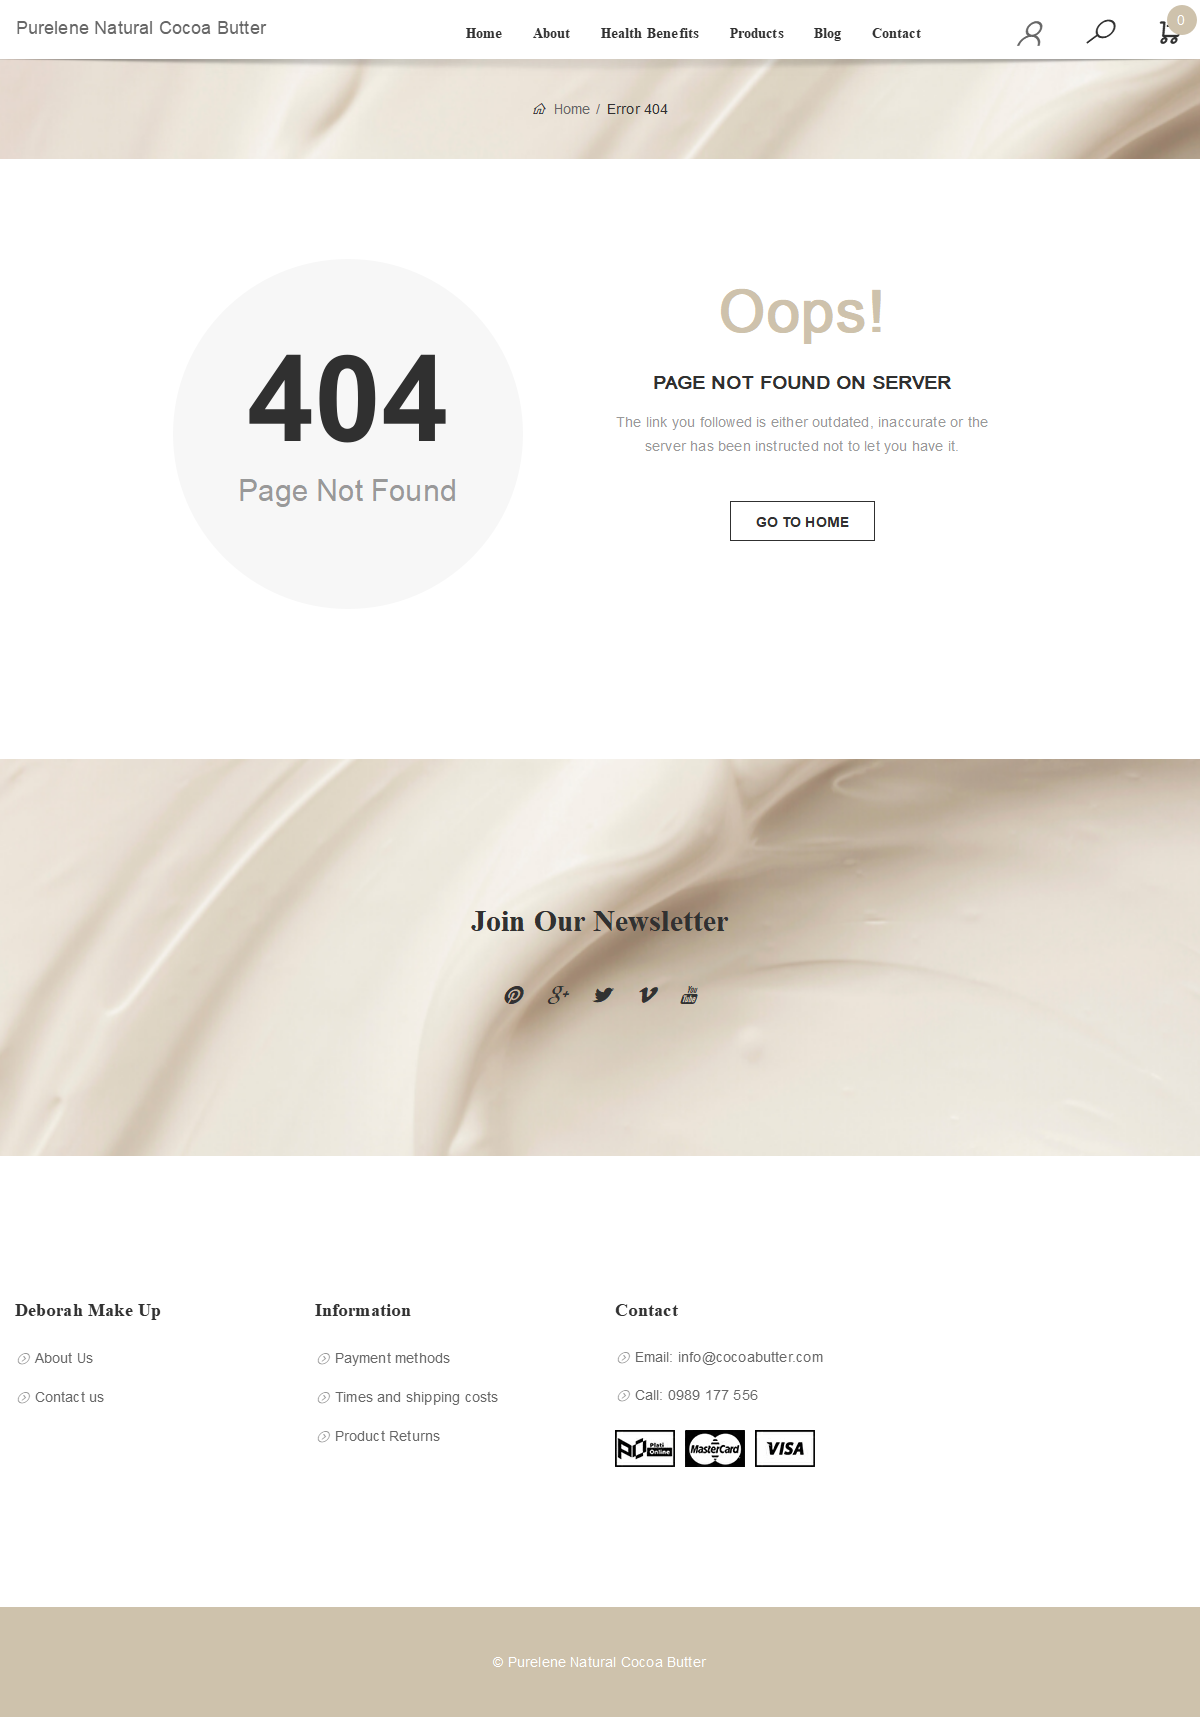 Purelene Natural Cocoa Butter
Home About Health Benefits Products Blog Contact
0
Home / Error 404
404
Page Not Found
Oops!
PAGE NOT FOUND ON SERVER
The link you followed is either outdated, inaccurate or the
server has been instructed not to let you have it.
GO TO HOME
Join Our Newsletter
You
Tube
Deborah Make Up
About Us
Contact us
Information
Payment methods
Times and shipping costs
Product Returns
Contact
Email: info@cocoabutter.com
Call: 0989 177 556
Plati
Online
MasterCard
VISA
© Purelene Natural Cocoa Butter